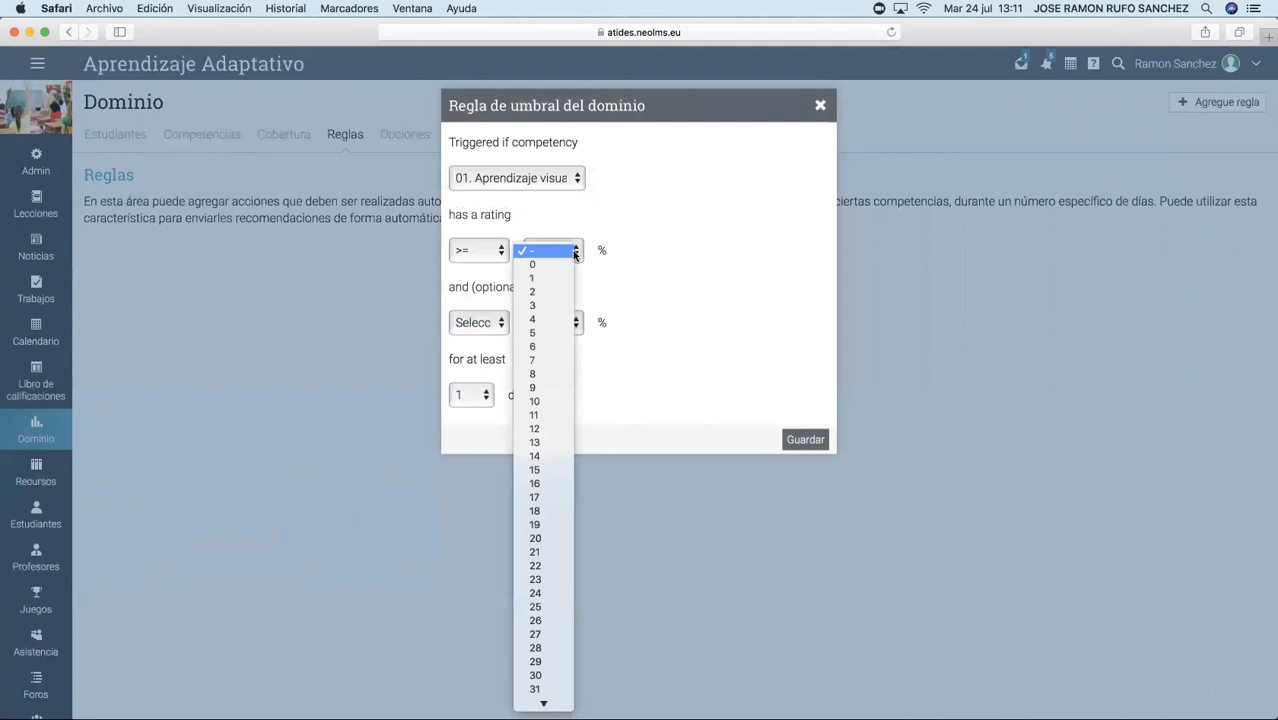 Safari Archivo Edición Visualización Historial Marcadores Ventana Ayuda Mar 24 jul 13:11 JOSE RAMON RUFO SANCHEZ
atides.neolms.eu
Aprendizaje Adaptativo 1 5 Ramon Sanchez
Dominio
Agregue regla
Estudiantes Competencias Cobertura Reglas Opciones
Reglas
En esta área puede agregar acciones que deben ser realizadas auto
ciertas competencias, durante un número específico de días. Puede utilizar esta
característica para enviarles recomendaciones de forma automátic
Admin
Lecciones
Noticias
Trabajos
Calendario
Libro de
calificaciones
Dominio
Recursos
Estudiantes
Profesores
Juegos
Asistencia
Foros
Regla de umbral del dominio
Triggered if competency
01. Aprendizaje visua
has a rating
>= %
and (optiona
Selecc %
for at least
1 d
Guardar
-
0
1
2
3
4
5
6
7
8
9
10
11
12
13
14
15
16
17
18
19
20
21
22
23
24
25
26
27
28
29
30
31